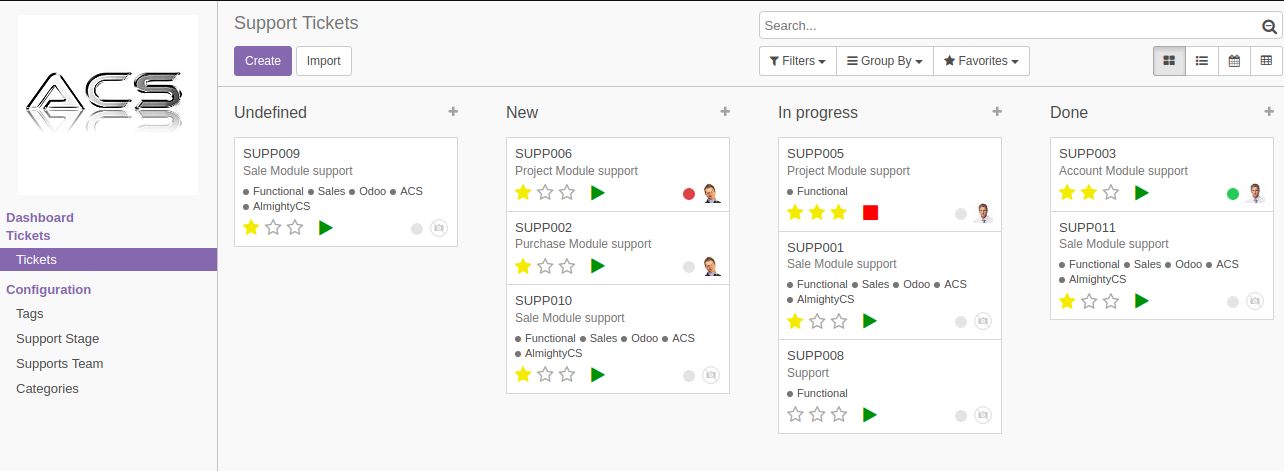 ACS
Support Tickets
Search...
Create
Import
Filters
Group By
Favorites
Dashboard
Tickets
Tickets
Configuration
Tags
Support Stage
Supports Team
Categories
Undefined
SUPP009
Sale Module support
Functional Sales Odoo ACS
AlmightyCS
New
SUPP006
Project Module support
SUPP002
Purchase Module support
SUPP010
Sale Module support
Functional Sales Odoo ACS
AlmightyCS
In progress
SUPP005
Project Module support
Functional
SUPP001
Sale Module support
Functional Sales Odoo ACS
AlmightyCS
SUPP008
Support
Functional
Done
SUPP003
Account Module support
SUPP011
Sale Module support
Functional Sales Odoo ACS
AlmightyCS